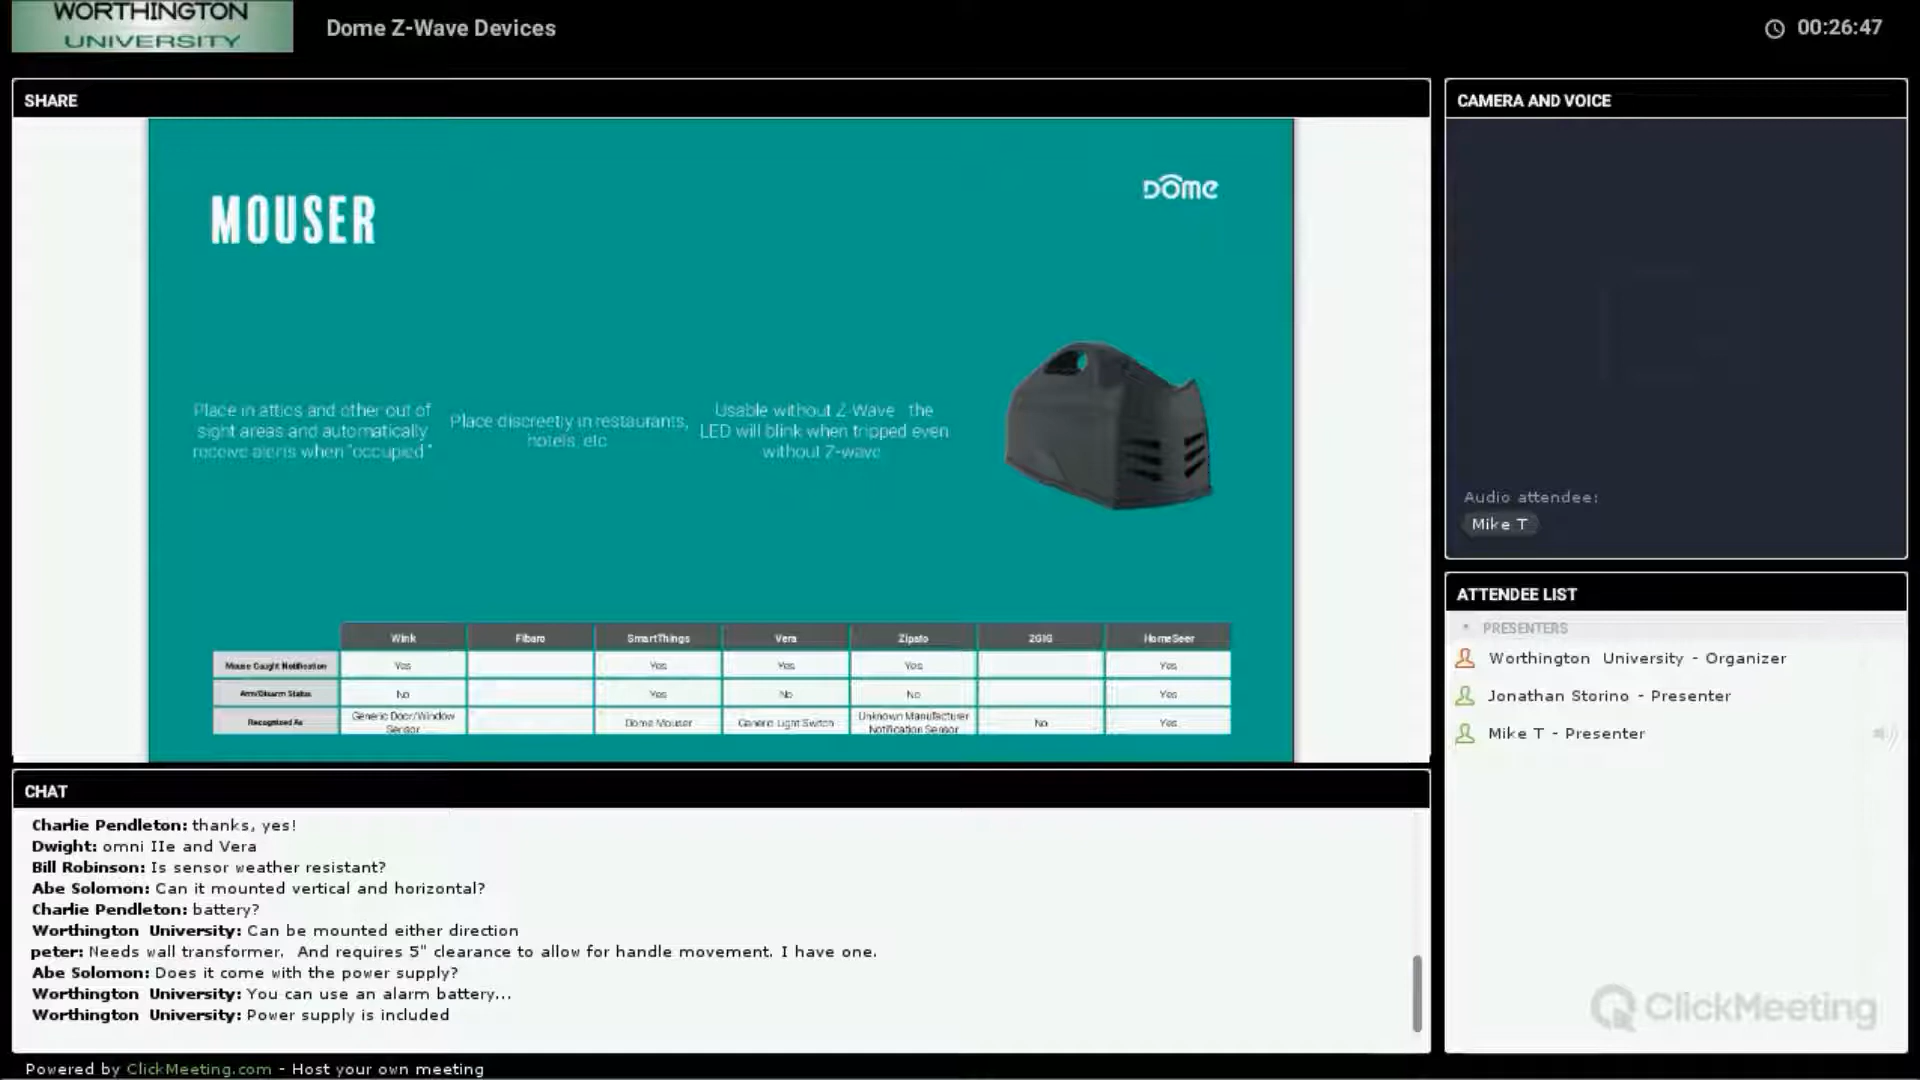 WORTHINGTON
UNIVERSITY
Dome Z-Wave Devices
00:26:47
SHARE
MOUSER
DOme
Place in attics and other out of
sight areas and automatically
receive alerts when "occupied"
Place discreetly in restaurants,
hotels, etc
Usable without Z-Wave the
LED will blink when tripped even
without Z-wave
Wink Fibaro SmartThings Vera Zipato 2GIG HomeSeer
Mouse Caught Notification Yes Yes Yes Yes Yes
Arm/Disarm Status No Yes No No Yes
Recognized As Generic Door/Window Sensor Dome Mouser Generic Light Switch Unknown Manufacturer Notification Sensor No Yes
CAMERA AND VOICE
Audio attendee:
Mike T
ATTENDEE LIST
PRESENTERS
Worthington University - Organizer
Jonathan Storino - Presenter
Mike T - Presenter
CHAT
Charlie Pendleton: thanks, yes!
Dwight: omni IIe and Vera
Bill Robinson: Is sensor weather resistant?
Abe Solomon: Can it mounted vertical and horizontal?
Charlie Pendleton: battery?
Worthington University: Can be mounted either direction
peter: Needs wall transformer. And requires 5" clearance to allow for handle movement. I have one.
Abe Solomon: Does it come with the power supply?
Worthington University: You can use an alarm battery...
Worthington University: Power supply is included
ClickMeeting
Powered by ClickMeeting.com - Host your own meeting